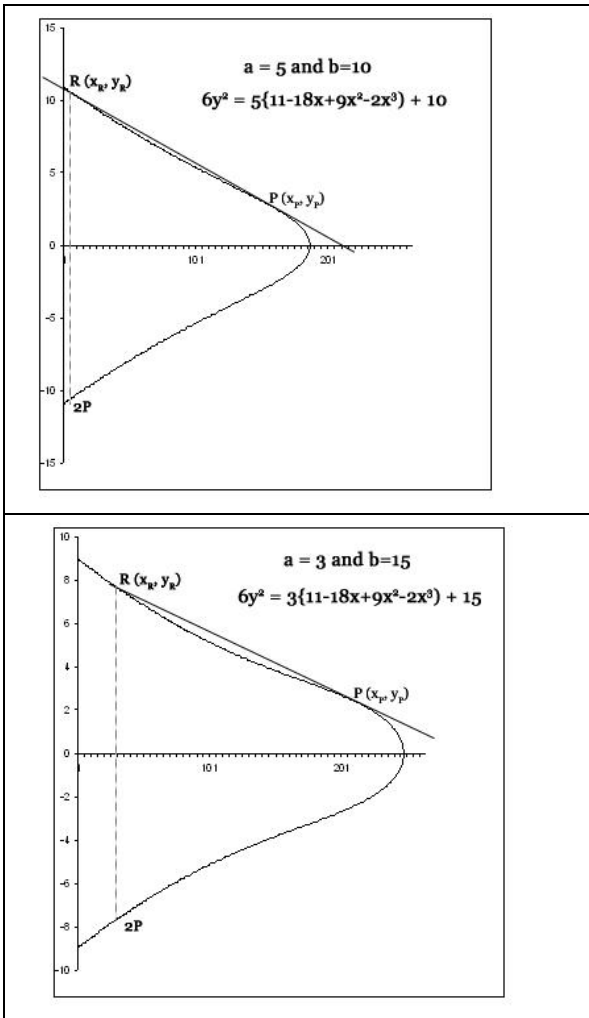 15
a = 5 and b=10
R (xR, yR)
6y² = 5{11-18x+9x²-2x³) + 10
10
5
P (xP, yP)
0
1 101 201
-5
-10
2P
-15
10
a = 3 and b=15
R (xR, yR)
8
6y² = 3{11-18x+9x²-2x³) + 15
6
4
P (xP, yP)
2
0
1 101 201
-2
-4
-6
-8
2P
-10